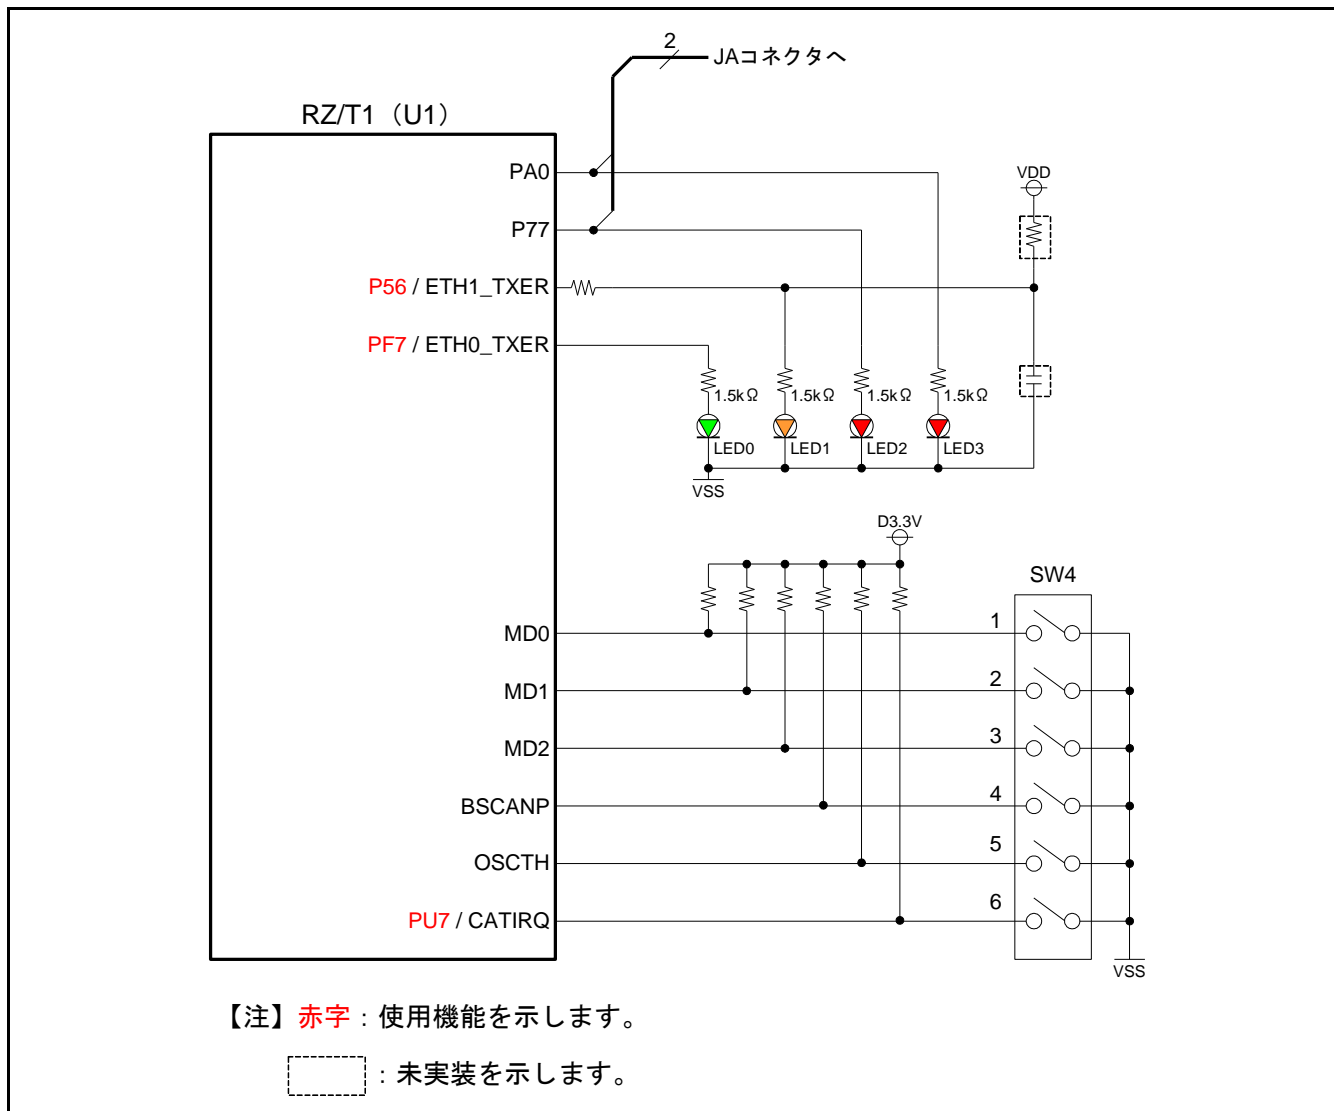 2
JAコネクタへ
RZ/T1（U1）
PA0
VDD
P77
P56 / ETH1_TXER
PF7 / ETH0_TXER
1.5kΩ
1.5kΩ
1.5kΩ
1.5kΩ
LED0
LED1
LED2
LED3
VSS
D3.3V
SW4
MD0
1
MD1
2
MD2
3
BSCANP
4
OSCTH
5
PU7 / CATIRQ
6
VSS
【注】赤字：使用機能を示します。
：未実装を示します。